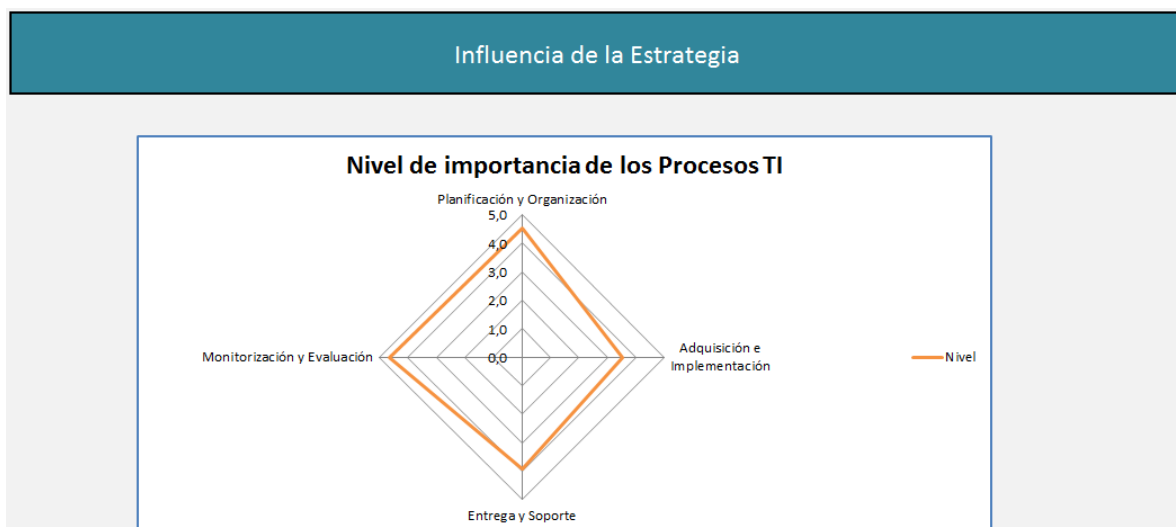 Influencia de la Estrategia
Nivel de importancia de los Procesos TI
Planificación y Organización
5,0
4,0
3,0
2,0
1,0
0,0
Monitorización y Evaluación
Adquisición e
Implementación
Nivel
Entrega y Soporte